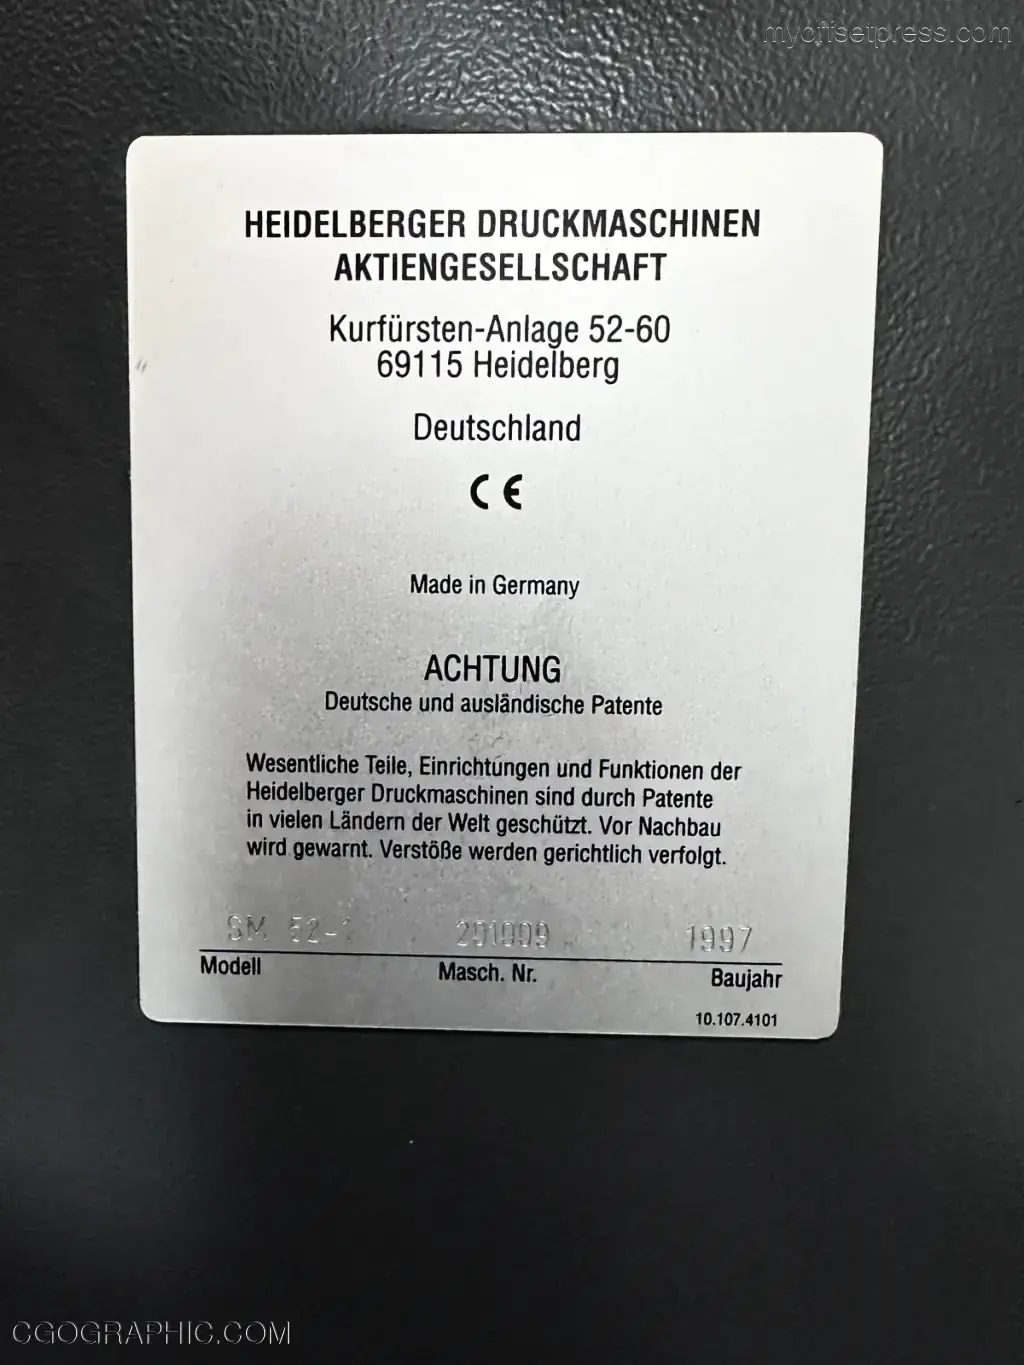 myoffsetpress.com
HEIDELBERGER DRUCKMASCHINEN
AKTIENGESELLSCHAFT
Kurfürsten-Anlage 52-60
69115 Heidelberg
Deutschland
CE
Made in Germany
ACHTUNG
Deutsche und ausländische Patente
Wesentliche Teile, Einrichtungen und Funktionen der
Heidelberger Druckmaschinen sind durch Patente
in vielen Ländern der Welt geschützt. Vor Nachbau
wird gewarnt. Verstöße werden gerichtlich verfolgt.
SM 201009 1997
Modell Masch. Nr. Baujahr
10.107.4101
CGOGRAPHIC.COM